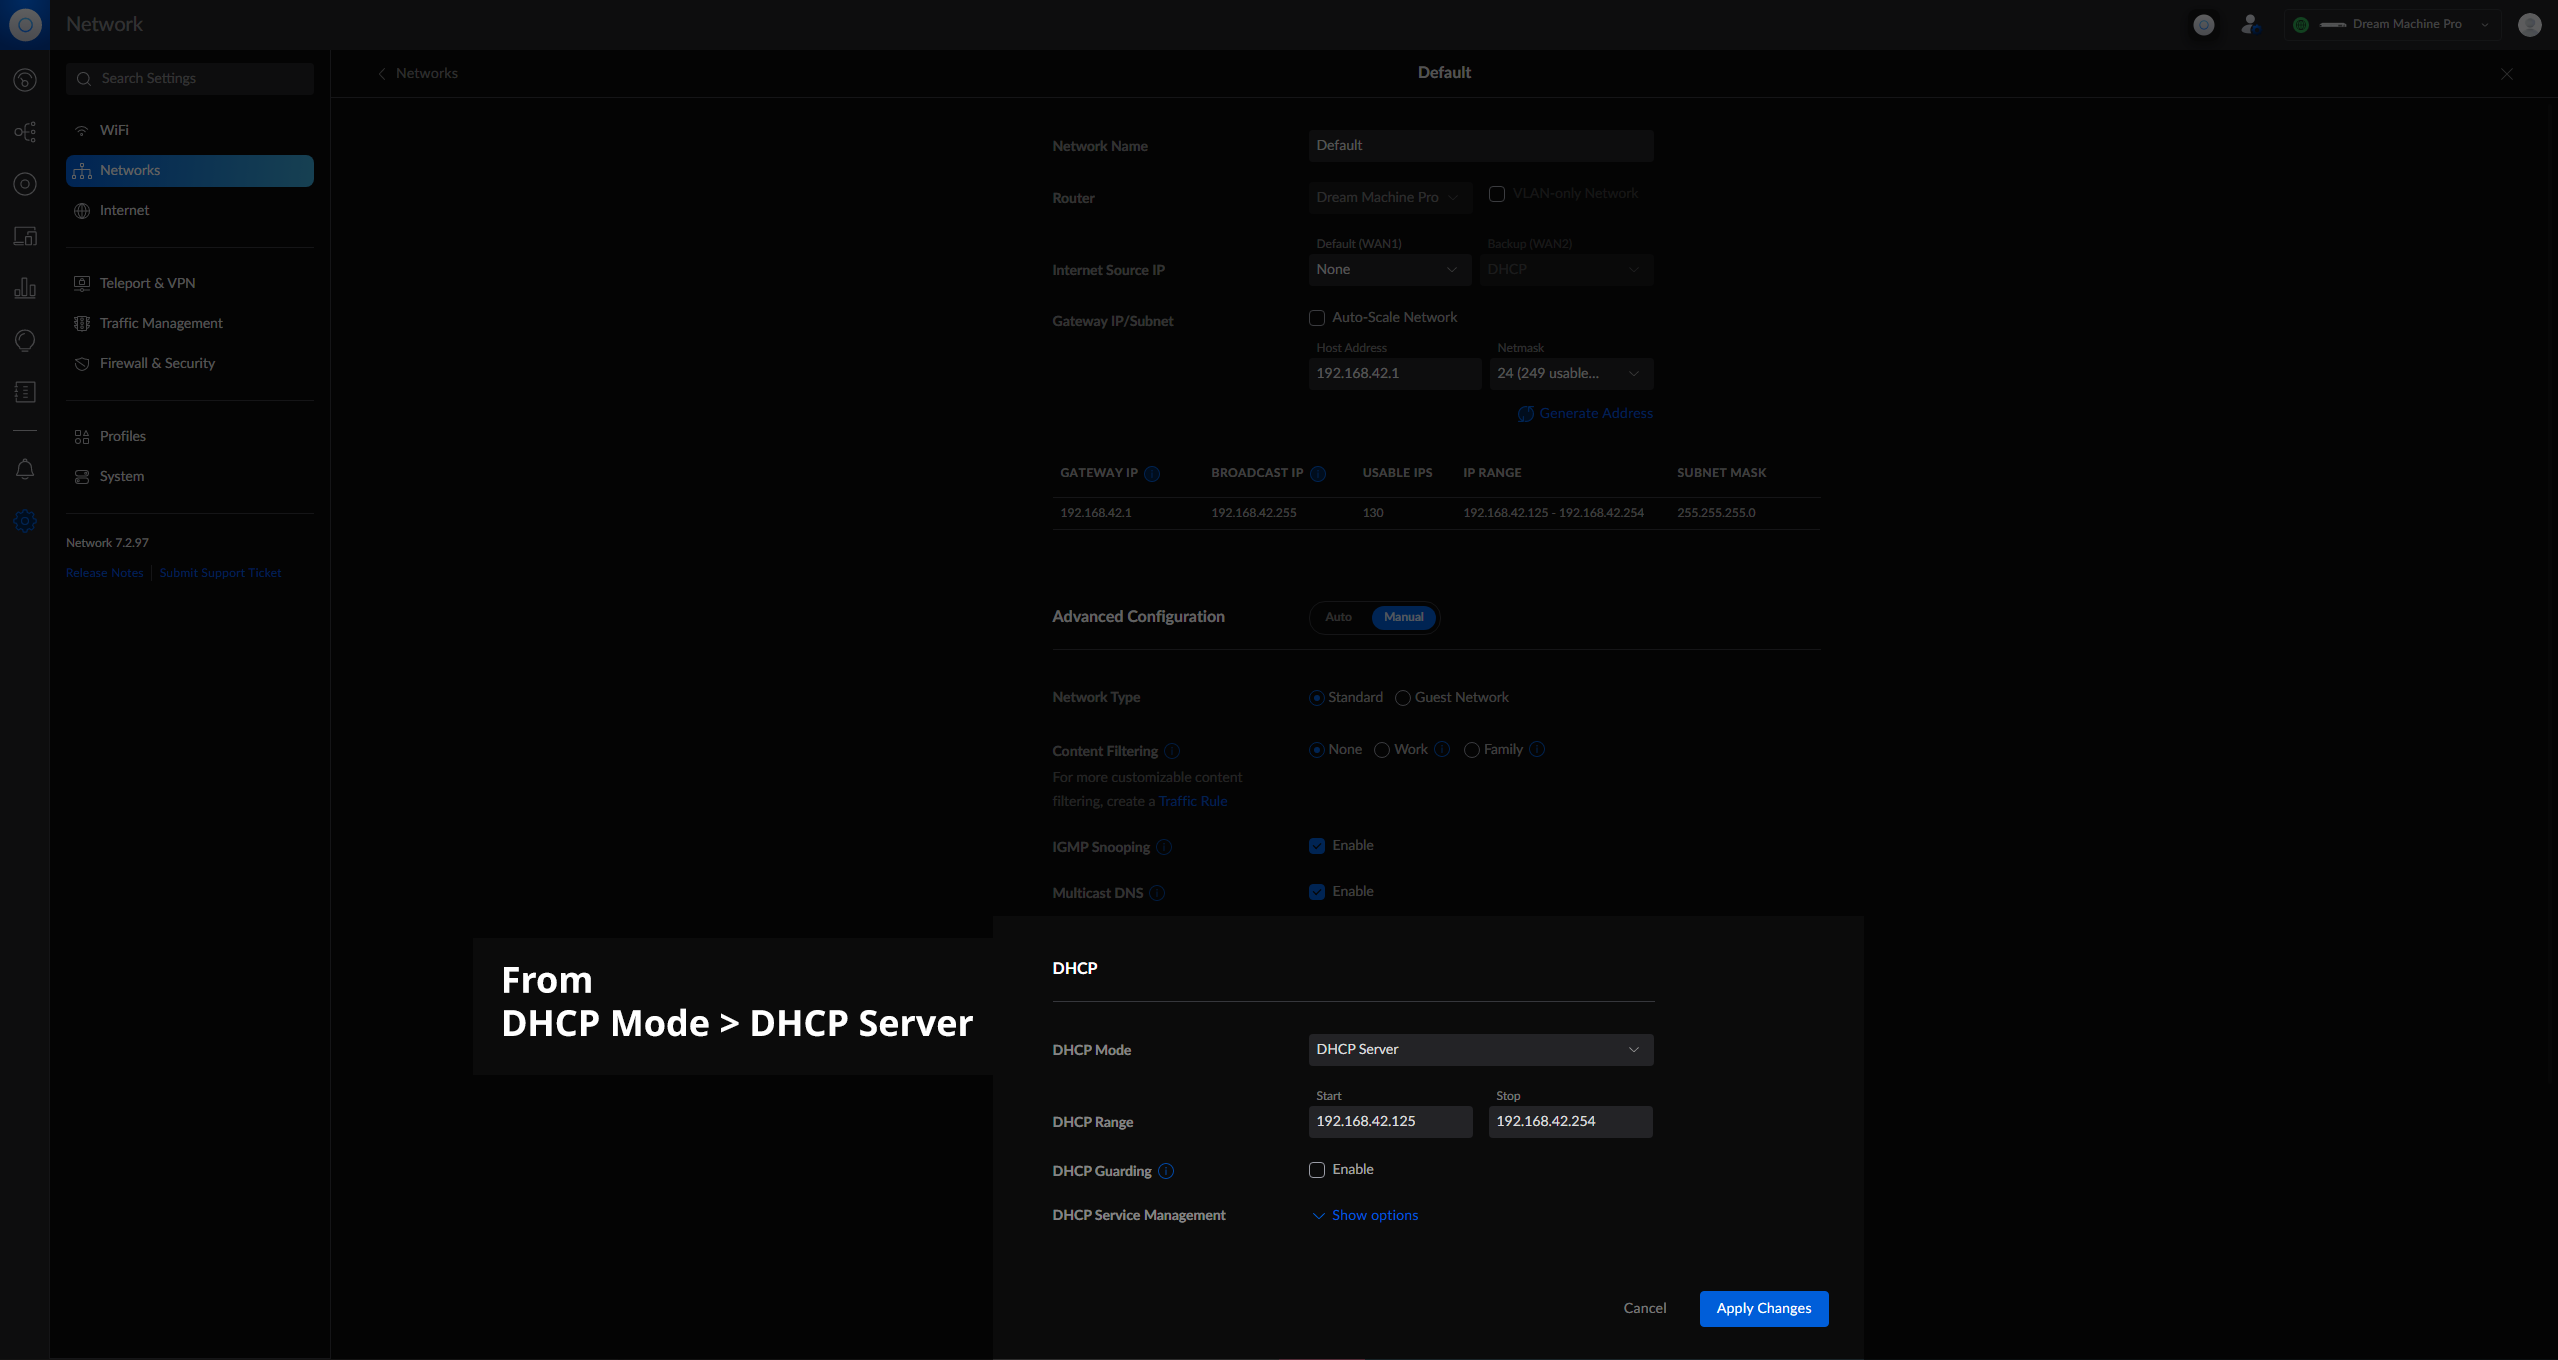 Network
Dream Machine Pro
Search Settings
WiFi
Networks
Internet
Teleport & VPN
Traffic Management
Firewall & Security
Profiles
System
Network 7.2.97
Release Notes
Submit Support Ticket
Networks
Default
Network Name
Default
Router
Dream Machine Pro
VLAN-only Network
Default (WAN1)
Backup (WAN2)
Internet Source IP
None
DHCP
Gateway IP/Subnet
Auto-Scale Network
Host Address
Netmask
192.168.42.1
24 (249 usable...
Generate Address
GATEWAY IP
BROADCAST IP
USABLE IPS
IP RANGE
SUBNET MASK
192.168.42.1
192.168.42.255
130
192.168.42.125 - 192.168.42.254
255.255.255.0
Advanced Configuration
Auto
Manual
Network Type
Standard
Guest Network
Content Filtering
None
Work
Family
For more customizable content
filtering, create a Traffic Rule
IGMP Snooping
Enable
Multicast DNS
Enable
From
DHCP Mode > DHCP Server
DHCP
DHCP Mode
DHCP Server
Start
Stop
DHCP Range
192.168.42.125
192.168.42.254
DHCP Guarding
Enable
DHCP Service Management
Show options
Cancel
Apply Changes